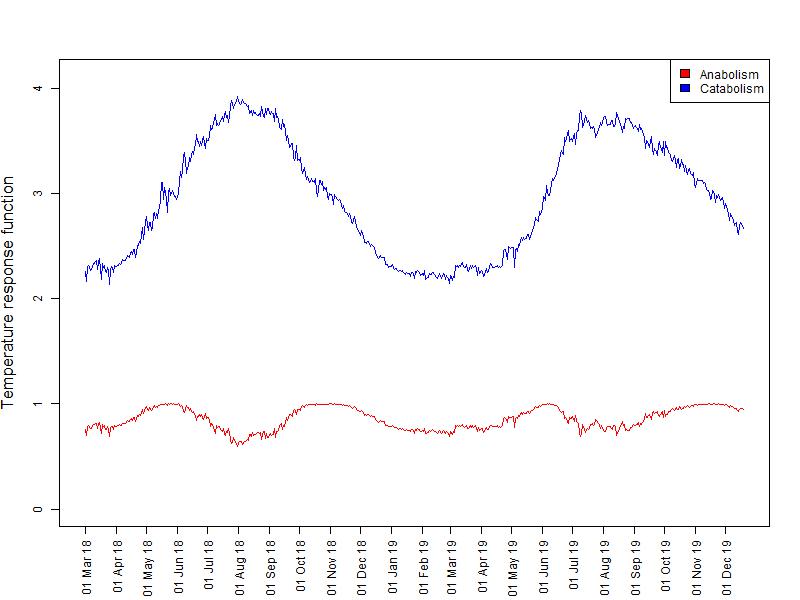 Anabolism
Catabolism
Temperature response function
4
3
2
1
0
01 Mar 18
01 Apr 18
01 May 18
01 Jun 18
01 Jul 18
01 Aug 18
01 Sep 18
01 Oct 18
01 Nov 18
01 Dec 18
01 Jan 19
01 Feb 19
01 Mar 19
01 Apr 19
01 May 19
01 Jun 19
01 Jul 19
01 Aug 19
01 Sep 19
01 Oct 19
01 Nov 19
01 Dec 19